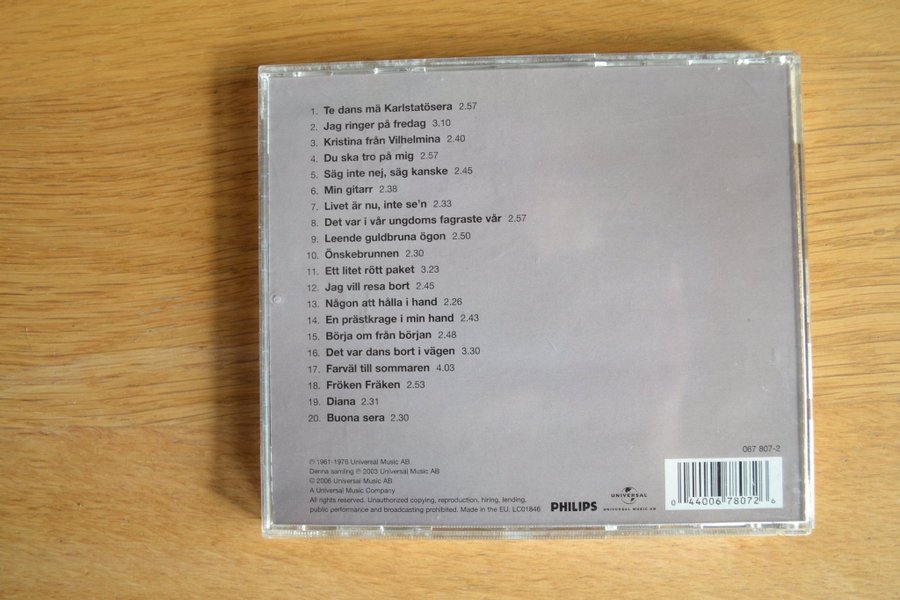 1. Te dans mä Karlstatösera 2.57
2. Jag ringer på fredag 3.10
3. Kristina från Vilhelmina 2.40
4. Du ska tro på mig 2.57
5. Säg inte nej, säg kanske 2.45
6. Min gitarr 2.38
7. Livet är nu, inte se'n 2.33
8. Det var i vår ungdoms fagraste vår 2.57
9. Leende guldbruna ögon 2.50
10. Önskebrunnen 2.30
11. Ett litet rött paket 3.23
12. Jag vill resa bort 2.45
13. Någon att hålla i hand 2.26
14. En prästkrage i min hand 2.43
15. Börja om från början 2.48
16. Det var dans bort i vägen 3.30
17. Farväl till sommaren 4.03
18. Fröken Fräken 2.53
19. Diana 2.31
20. Buona sera 2.30
067 807-2
℗ 1961-1976 Universal Music AB
Denna samling ℗ 2003 Universal Music AB
© 2006 Universal Music AB
A Universal Music Company
All rights reserved. Unauthorized copying, reproduction, hiring, lending,
public performance and broadcasting prohibited. Made in the EU. LC01846
PHILIPS
UNIVERSAL
UNIVERSAL MUSIC AB
0 44006 78072 6